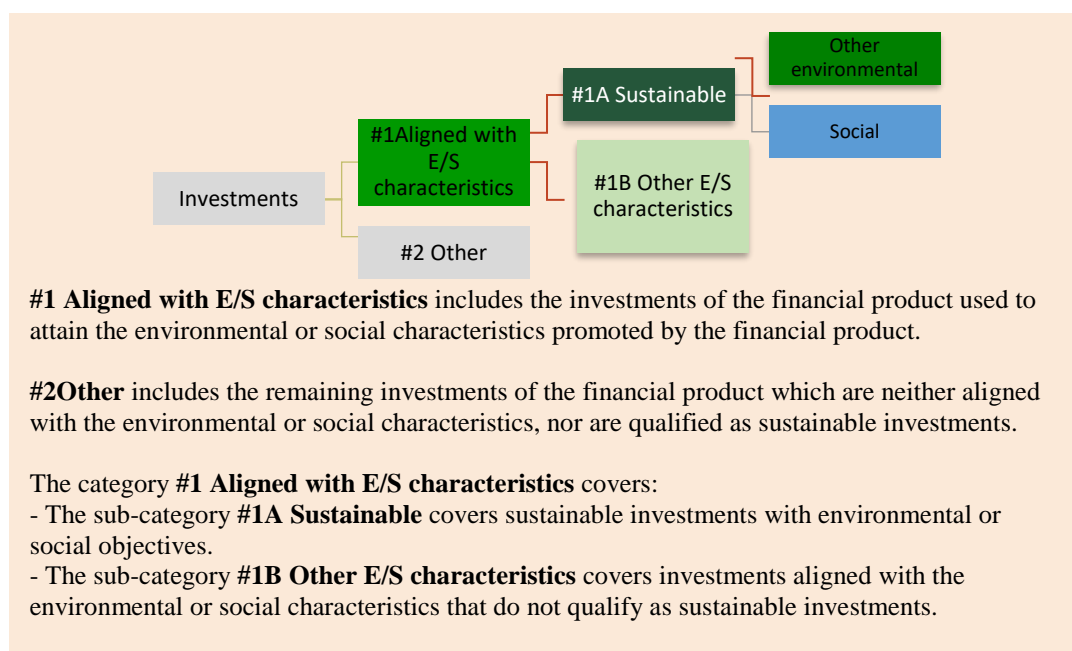 Other
environmental
#1A Sustainable
#1Aligned with
E/S
characteristics
Social
#1B Other E/S
characteristics
Investments
#2 Other
#1 Aligned with E/S characteristics includes the investments of the financial product used to
attain the environmental or social characteristics promoted by the financial product.
#2Other includes the remaining investments of the financial product which are neither aligned
with the environmental or social characteristics, nor are qualified as sustainable investments.
The category #1 Aligned with E/S characteristics covers:
- The sub-category #1A Sustainable covers sustainable investments with environmental or
social objectives.
- The sub-category #1B Other E/S characteristics covers investments aligned with the
environmental or social characteristics that do not qualify as sustainable investments.